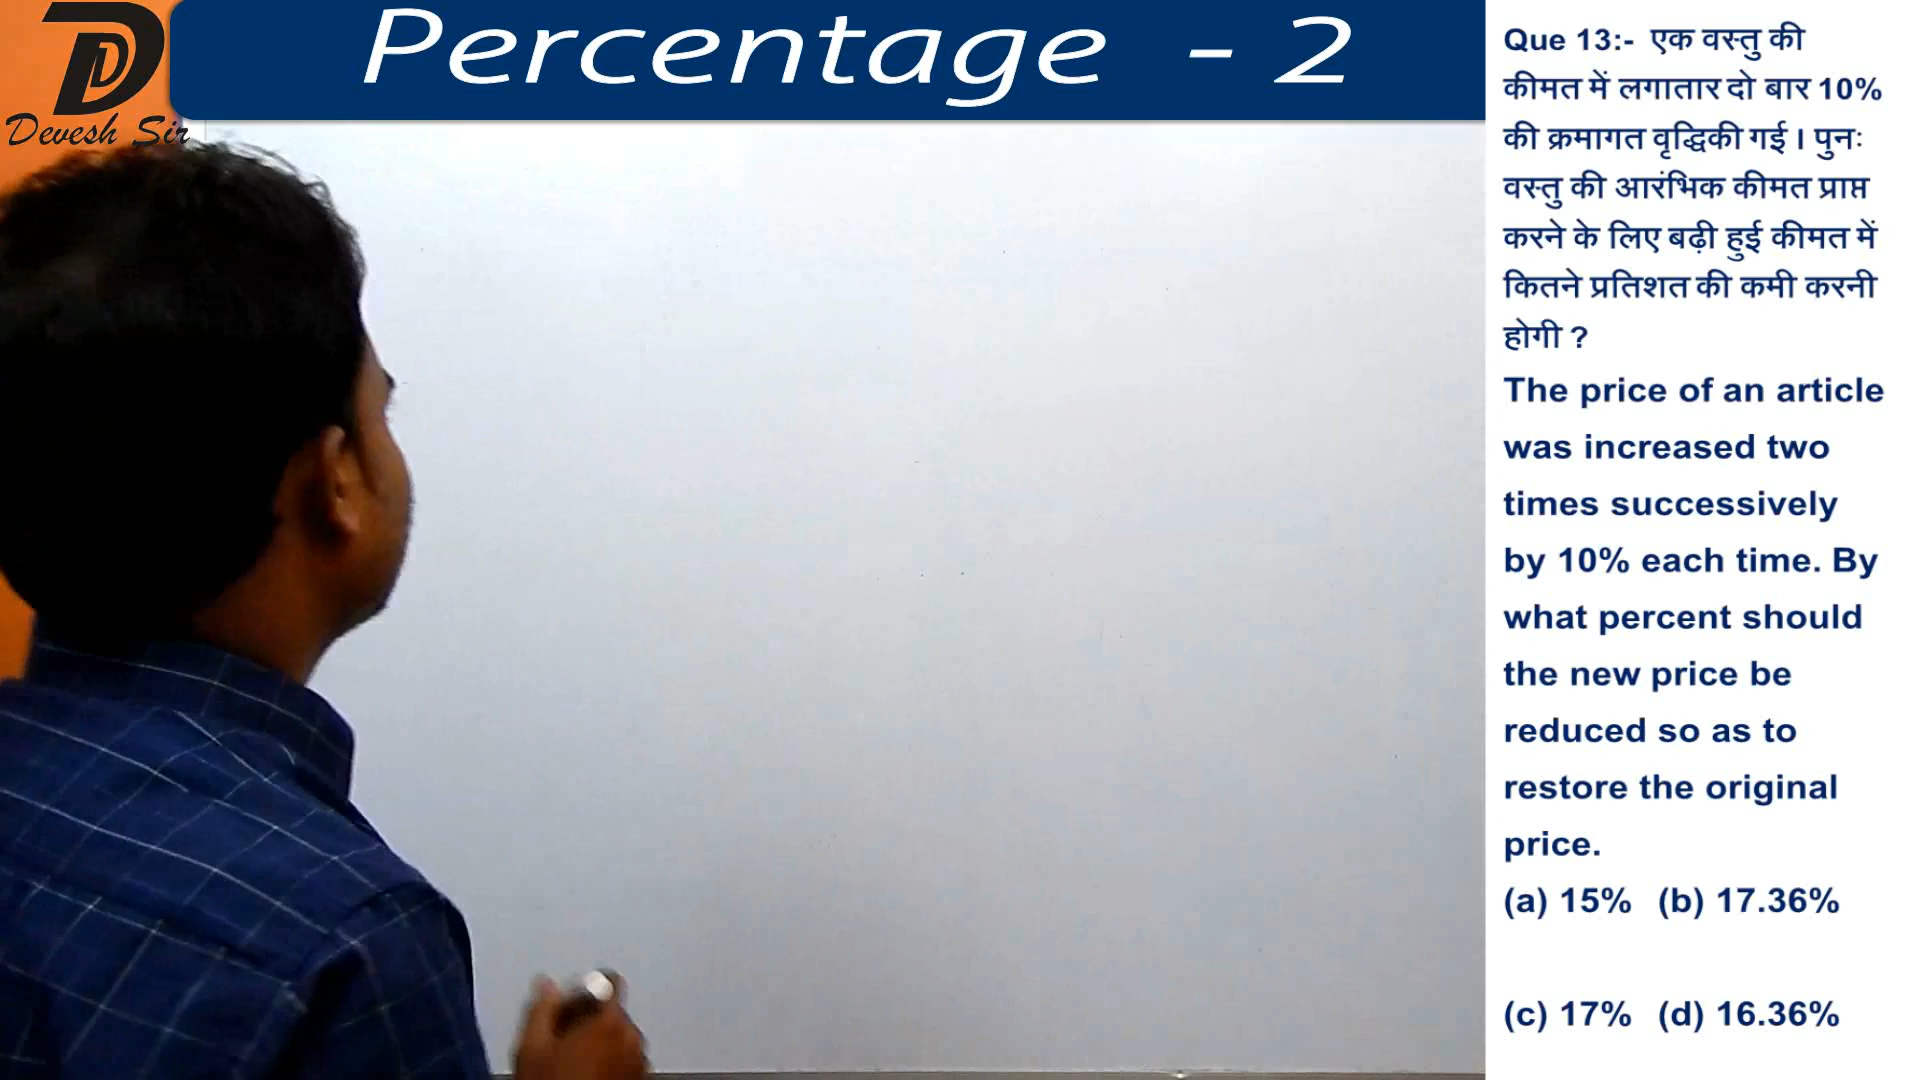 Devesh Sir
Percentage - 2
Que 13:- एक वस्तु की
कीमत में लगातार दो बार 10%
की क्रमागत वृद्धिकी गई । पुनः
वस्तु की आरंभिक कीमत प्राप्त
करने के लिए बढ़ी हुई कीमत में
कितने प्रतिशत की कमी करनी
होगी ?
The price of an article
was increased two
times successively
by 10% each time. By
what percent should
the new price be
reduced so as to
restore the original
price.
(a) 15% (b) 17.36%
(c) 17% (d) 16.36%